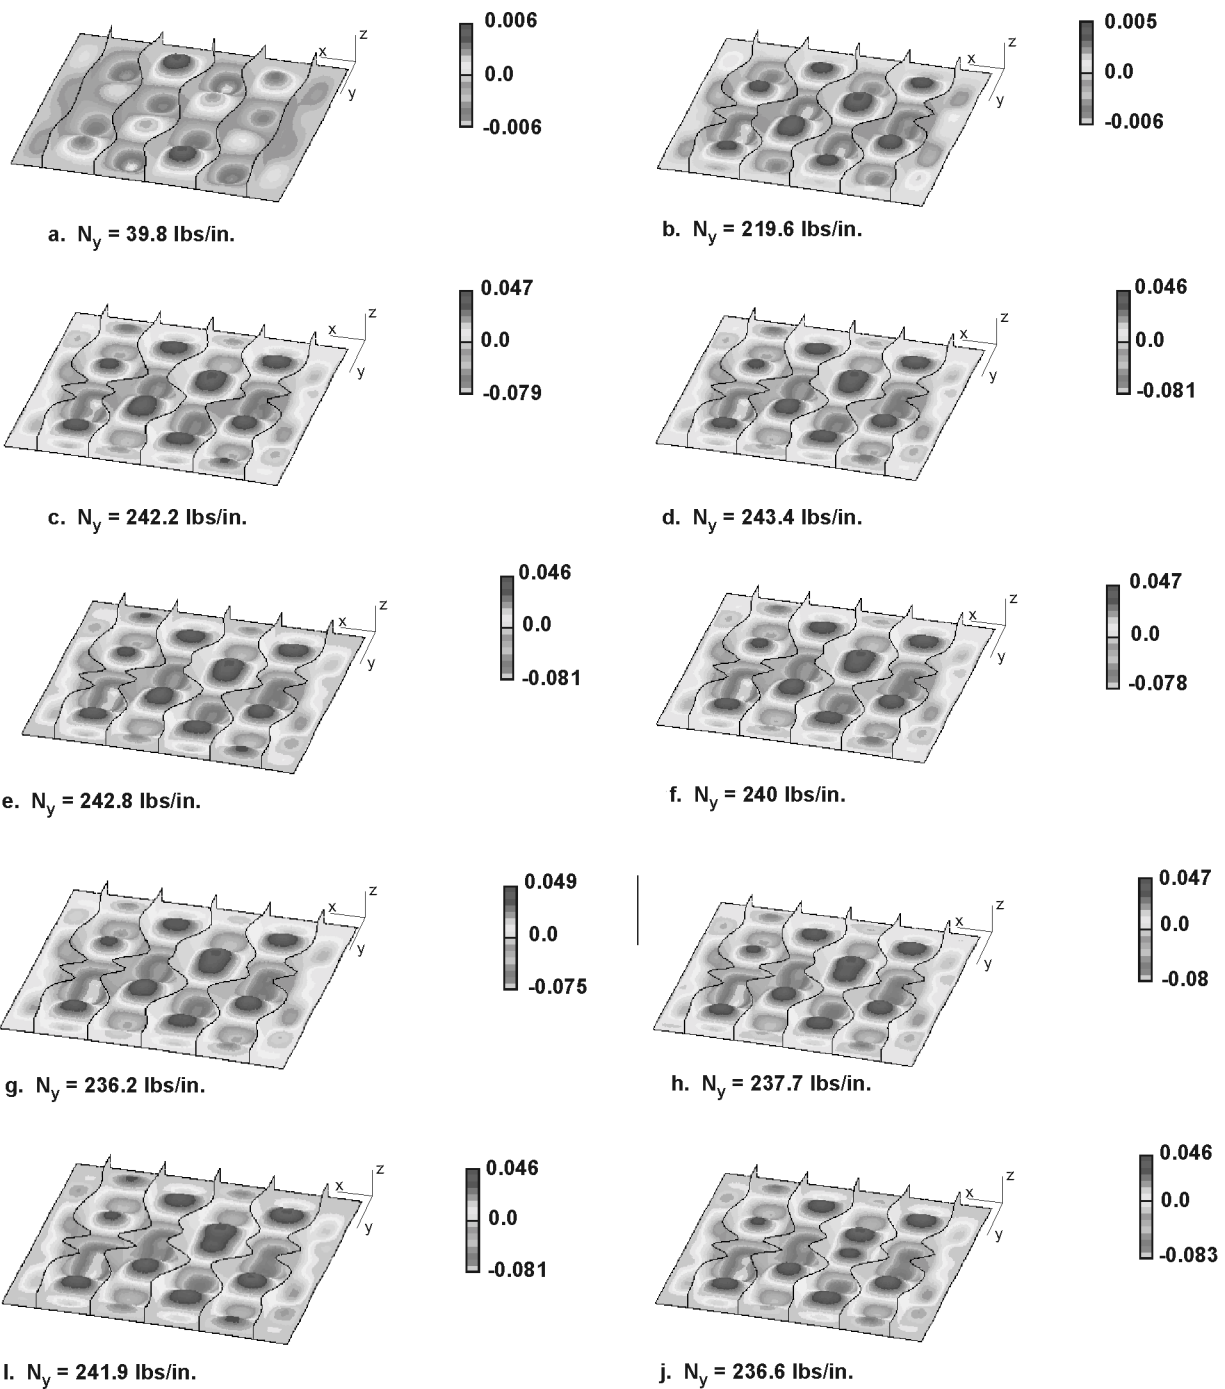 0.006
0.0
-0.006
x
z
y
a. Ny = 39.8 lbs/in.
0.005
0.0
-0.006
x
z
y
b. Ny = 219.6 lbs/in.
0.047
0.0
-0.079
x
z
y
c. Ny = 242.2 lbs/in.
0.046
0.0
-0.081
x
z
y
d. Ny = 243.4 lbs/in.
0.046
0.0
-0.081
x
z
y
e. Ny = 242.8 lbs/in.
0.047
0.0
-0.078
x
z
y
f. Ny = 240 lbs/in.
0.049
0.0
-0.075
x
z
y
g. Ny = 236.2 lbs/in.
0.047
0.0
-0.08
x
z
y
h. Ny = 237.7 lbs/in.
0.046
0.0
-0.081
x
z
y
I. Ny = 241.9 lbs/in.
0.046
0.0
-0.083
x
z
y
j. Ny = 236.6 lbs/in.